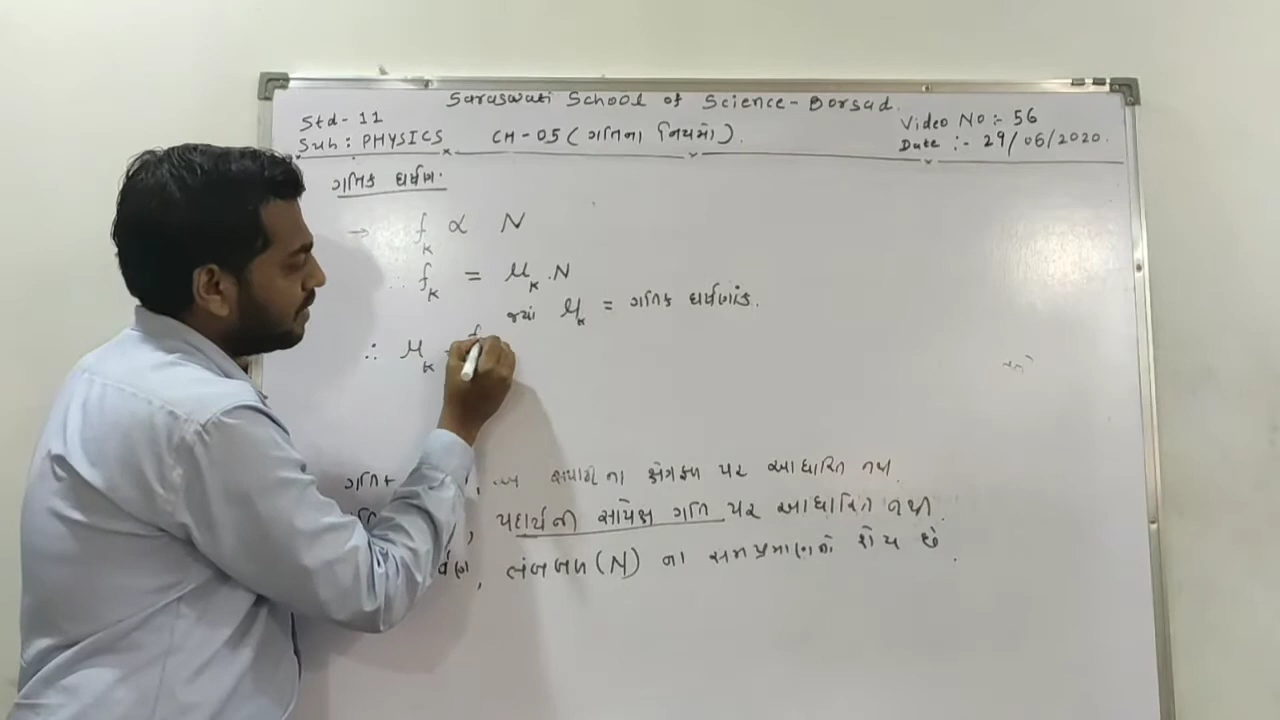 Saraswati School of Science - Borsad.
Std - 11
Sub : PHYSICS
CH - 05 ( ગતિના નિયમો ).
Video No :- 56
Date :- 29/06/2020.
ગતિક ઘર્ષણ.
→ fₖ ∝ N
∴ fₖ = μₖ . N
જ્યાં μₖ = ગતિક ઘર્ષણાંક.
∴ μₖ = f
ગતિક , સપાટીના ક્ષેત્રફળ પર આધારિત નથી.
, પદાર્થની સાપેક્ષ ગતિ પર આધારિત નથી.
, લંબબળ (N) ના સમપ્રમાણમાં હોય છે.